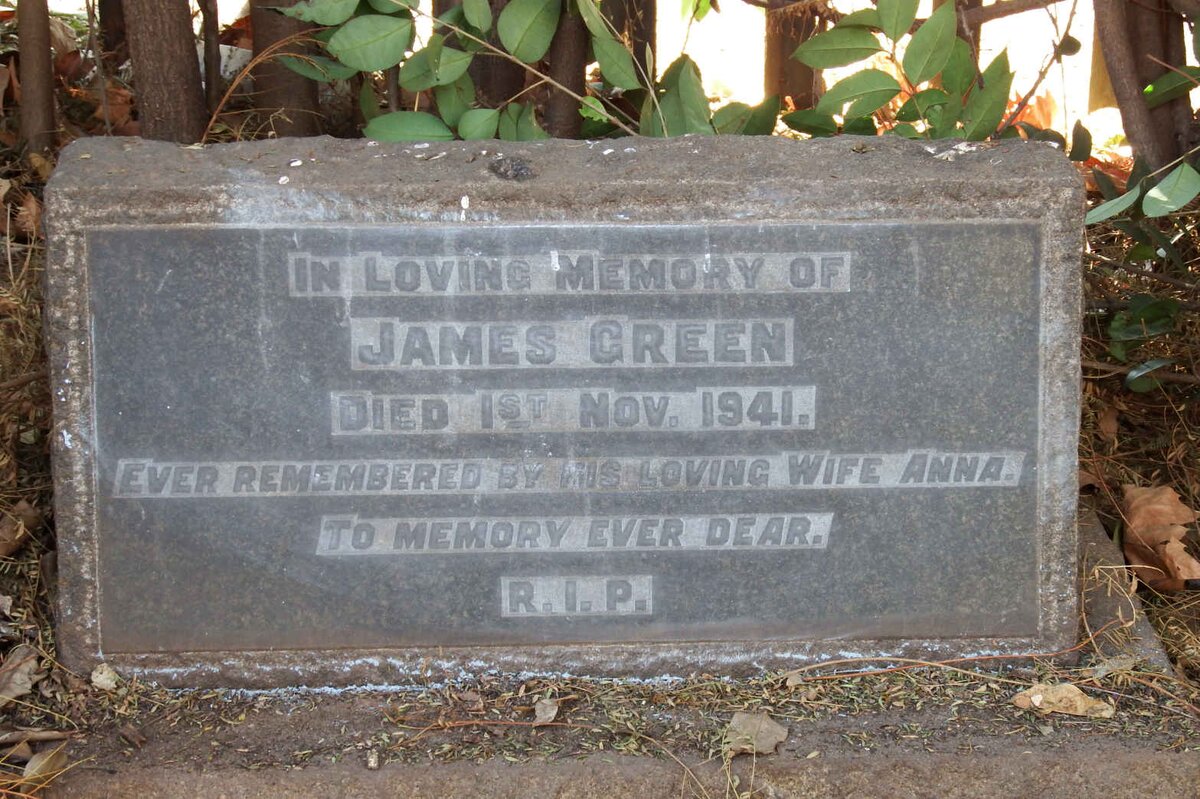 In Loving Memory of
James Green
Died 1st Nov. 1941.
Ever remembered by his loving Wife Anna.
To memory ever dear.
R.I.P.